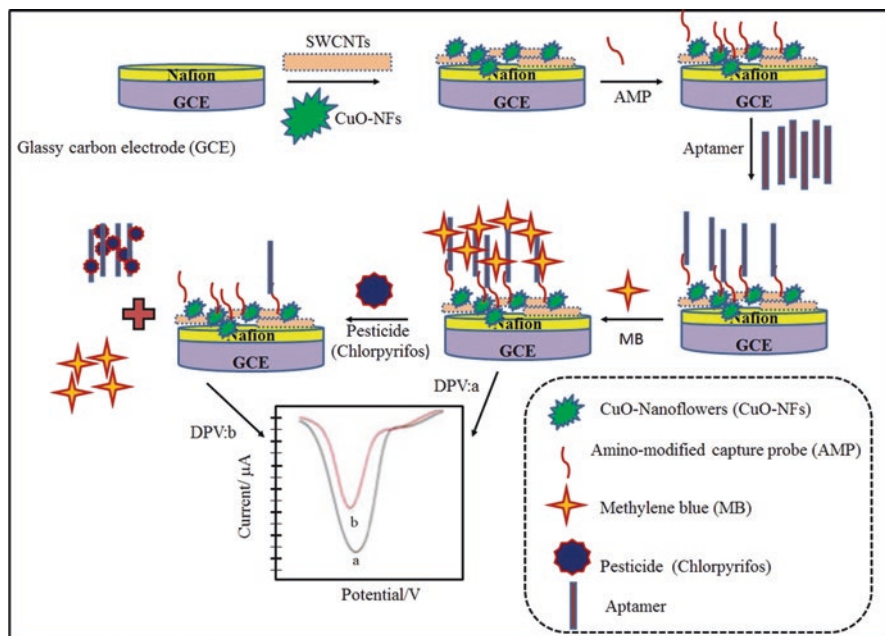 SWCNTs
Nafion
GCE
CuO-NFs
Glassy carbon electrode (GCE)
Nafion
GCE
AMP
Nafion
GCE
Aptamer
Nafion
GCE
MB
Nafion
GCE
Pesticide
(Chlorpyrifos)
Nafion
GCE
DPV:a
DPV:b
Current/ μA
b
a
Potential/V
CuO-Nanoflowers (CuO-NFs)
Amino-modified capture probe (AMP)
Methylene blue (MB)
Pesticide (Chlorpyrifos)
Aptamer